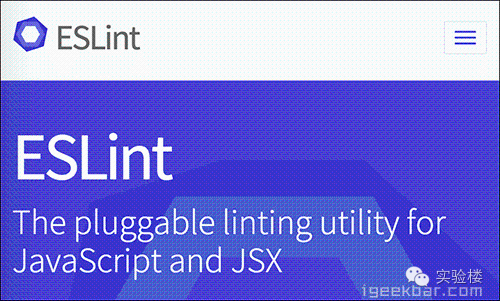 ESLint
ESLint
The pluggable linting utility for
JavaScript and JSX
实验楼
igeekbar.com